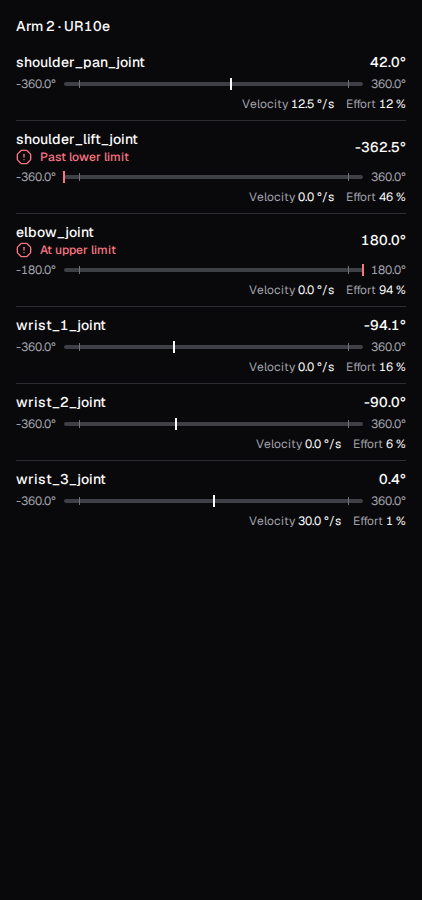 Arm 2 · UR10e
shoulder_pan_joint 42.0°
-360.0° 360.0°
Velocity 12.5 °/s Effort 12 %
shoulder_lift_joint -362.5°
Past lower limit
-360.0° 360.0°
Velocity 0.0 °/s Effort 46 %
elbow_joint 180.0°
At upper limit
-180.0° 180.0°
Velocity 0.0 °/s Effort 94 %
wrist_1_joint -94.1°
-360.0° 360.0°
Velocity 0.0 °/s Effort 16 %
wrist_2_joint -90.0°
-360.0° 360.0°
Velocity 0.0 °/s Effort 6 %
wrist_3_joint 0.4°
-360.0° 360.0°
Velocity 30.0 °/s Effort 1 %